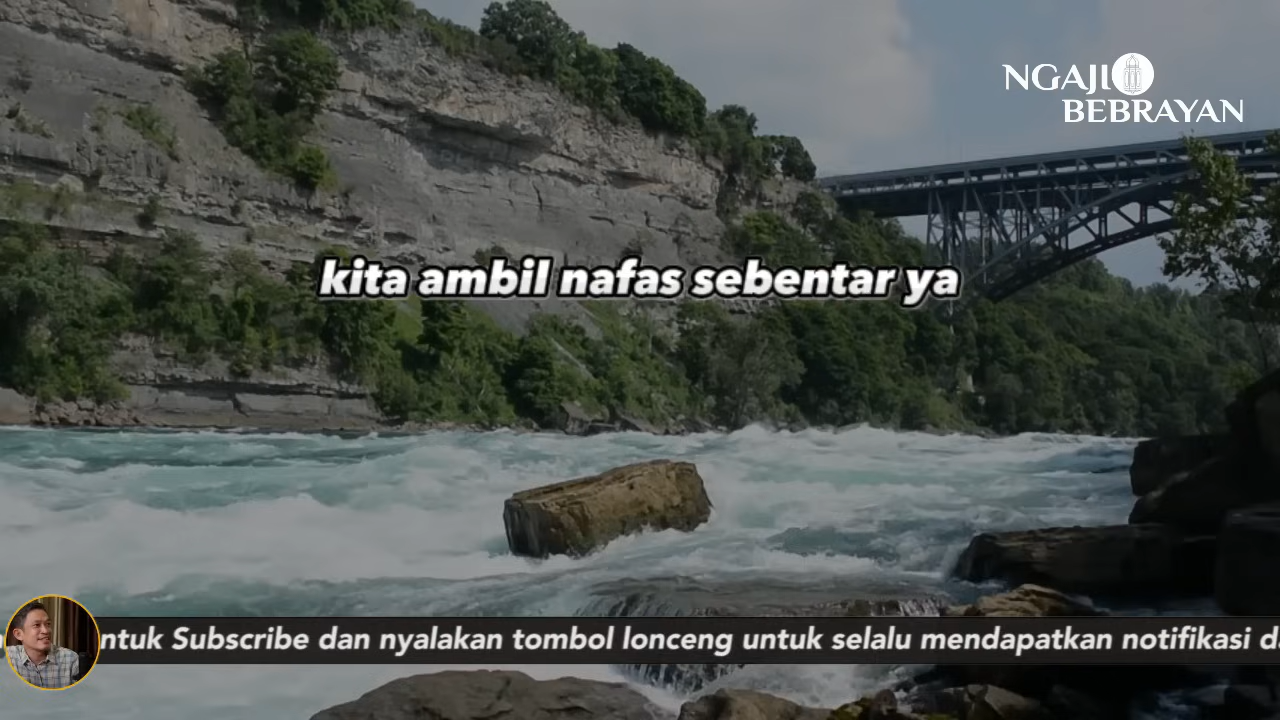 NGAJI
BEBRAYAN
kita ambil nafas sebentar ya
ntuk Subscribe dan nyalakan tombol lonceng untuk selalu mendapatkan notifikasi d